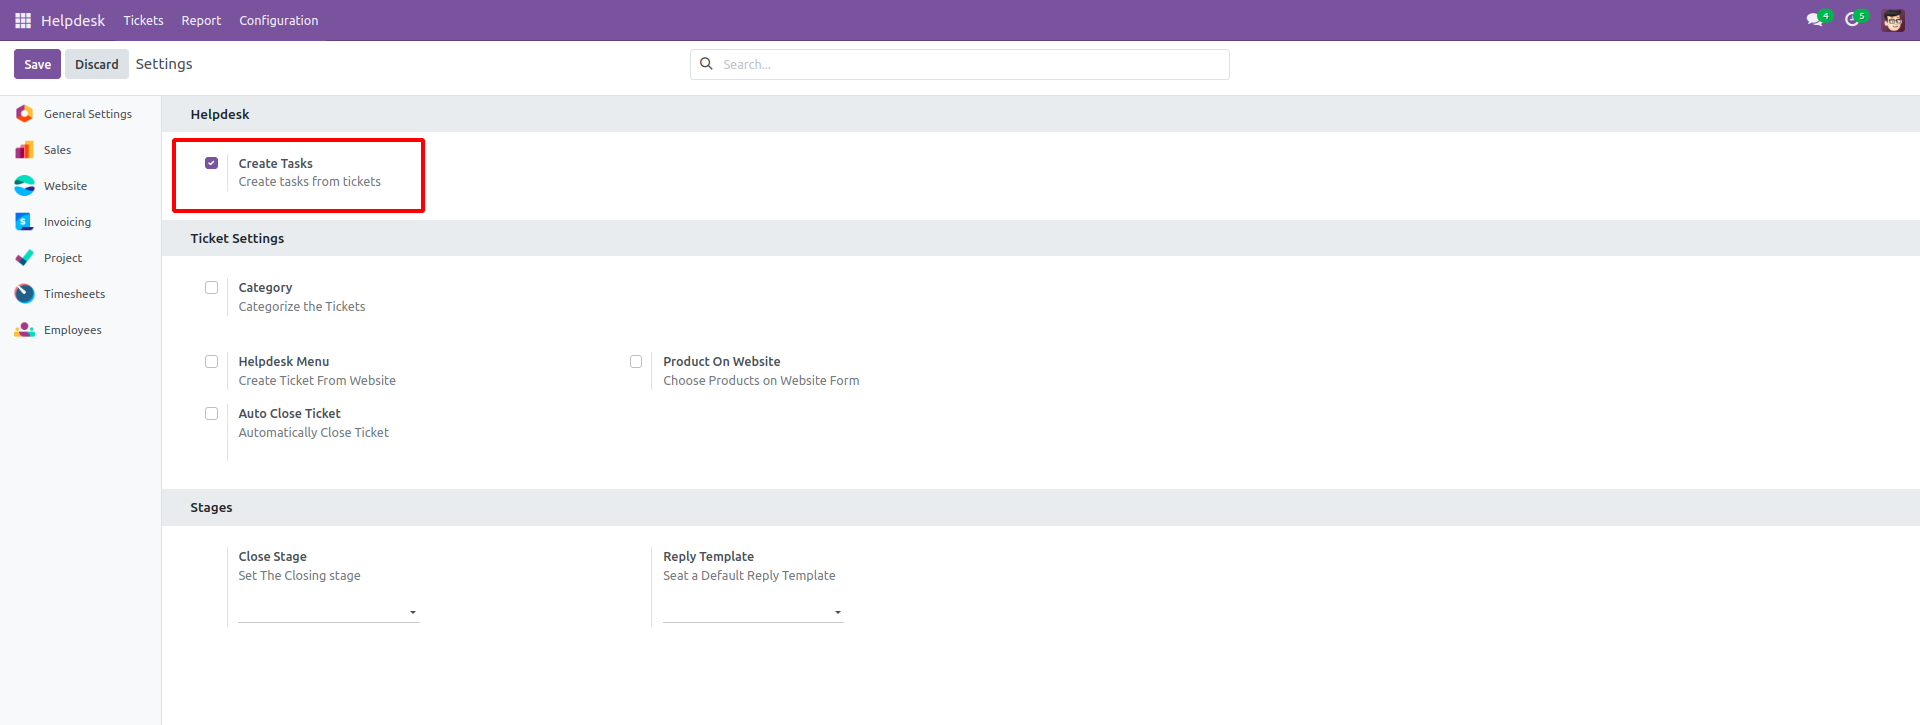 Helpdesk Tickets Report Configuration 4 5
Save Discard Settings Search...
General Settings
Sales
Website
Invoicing
Project
Timesheets
Employees
Helpdesk
Create Tasks
Create tasks from tickets
Ticket Settings
Category
Categorize the Tickets
Helpdesk Menu
Create Ticket From Website
Product On Website
Choose Products on Website Form
Auto Close Ticket
Automatically Close Ticket
Stages
Close Stage
Set The Closing stage
Reply Template
Seat a Default Reply Template